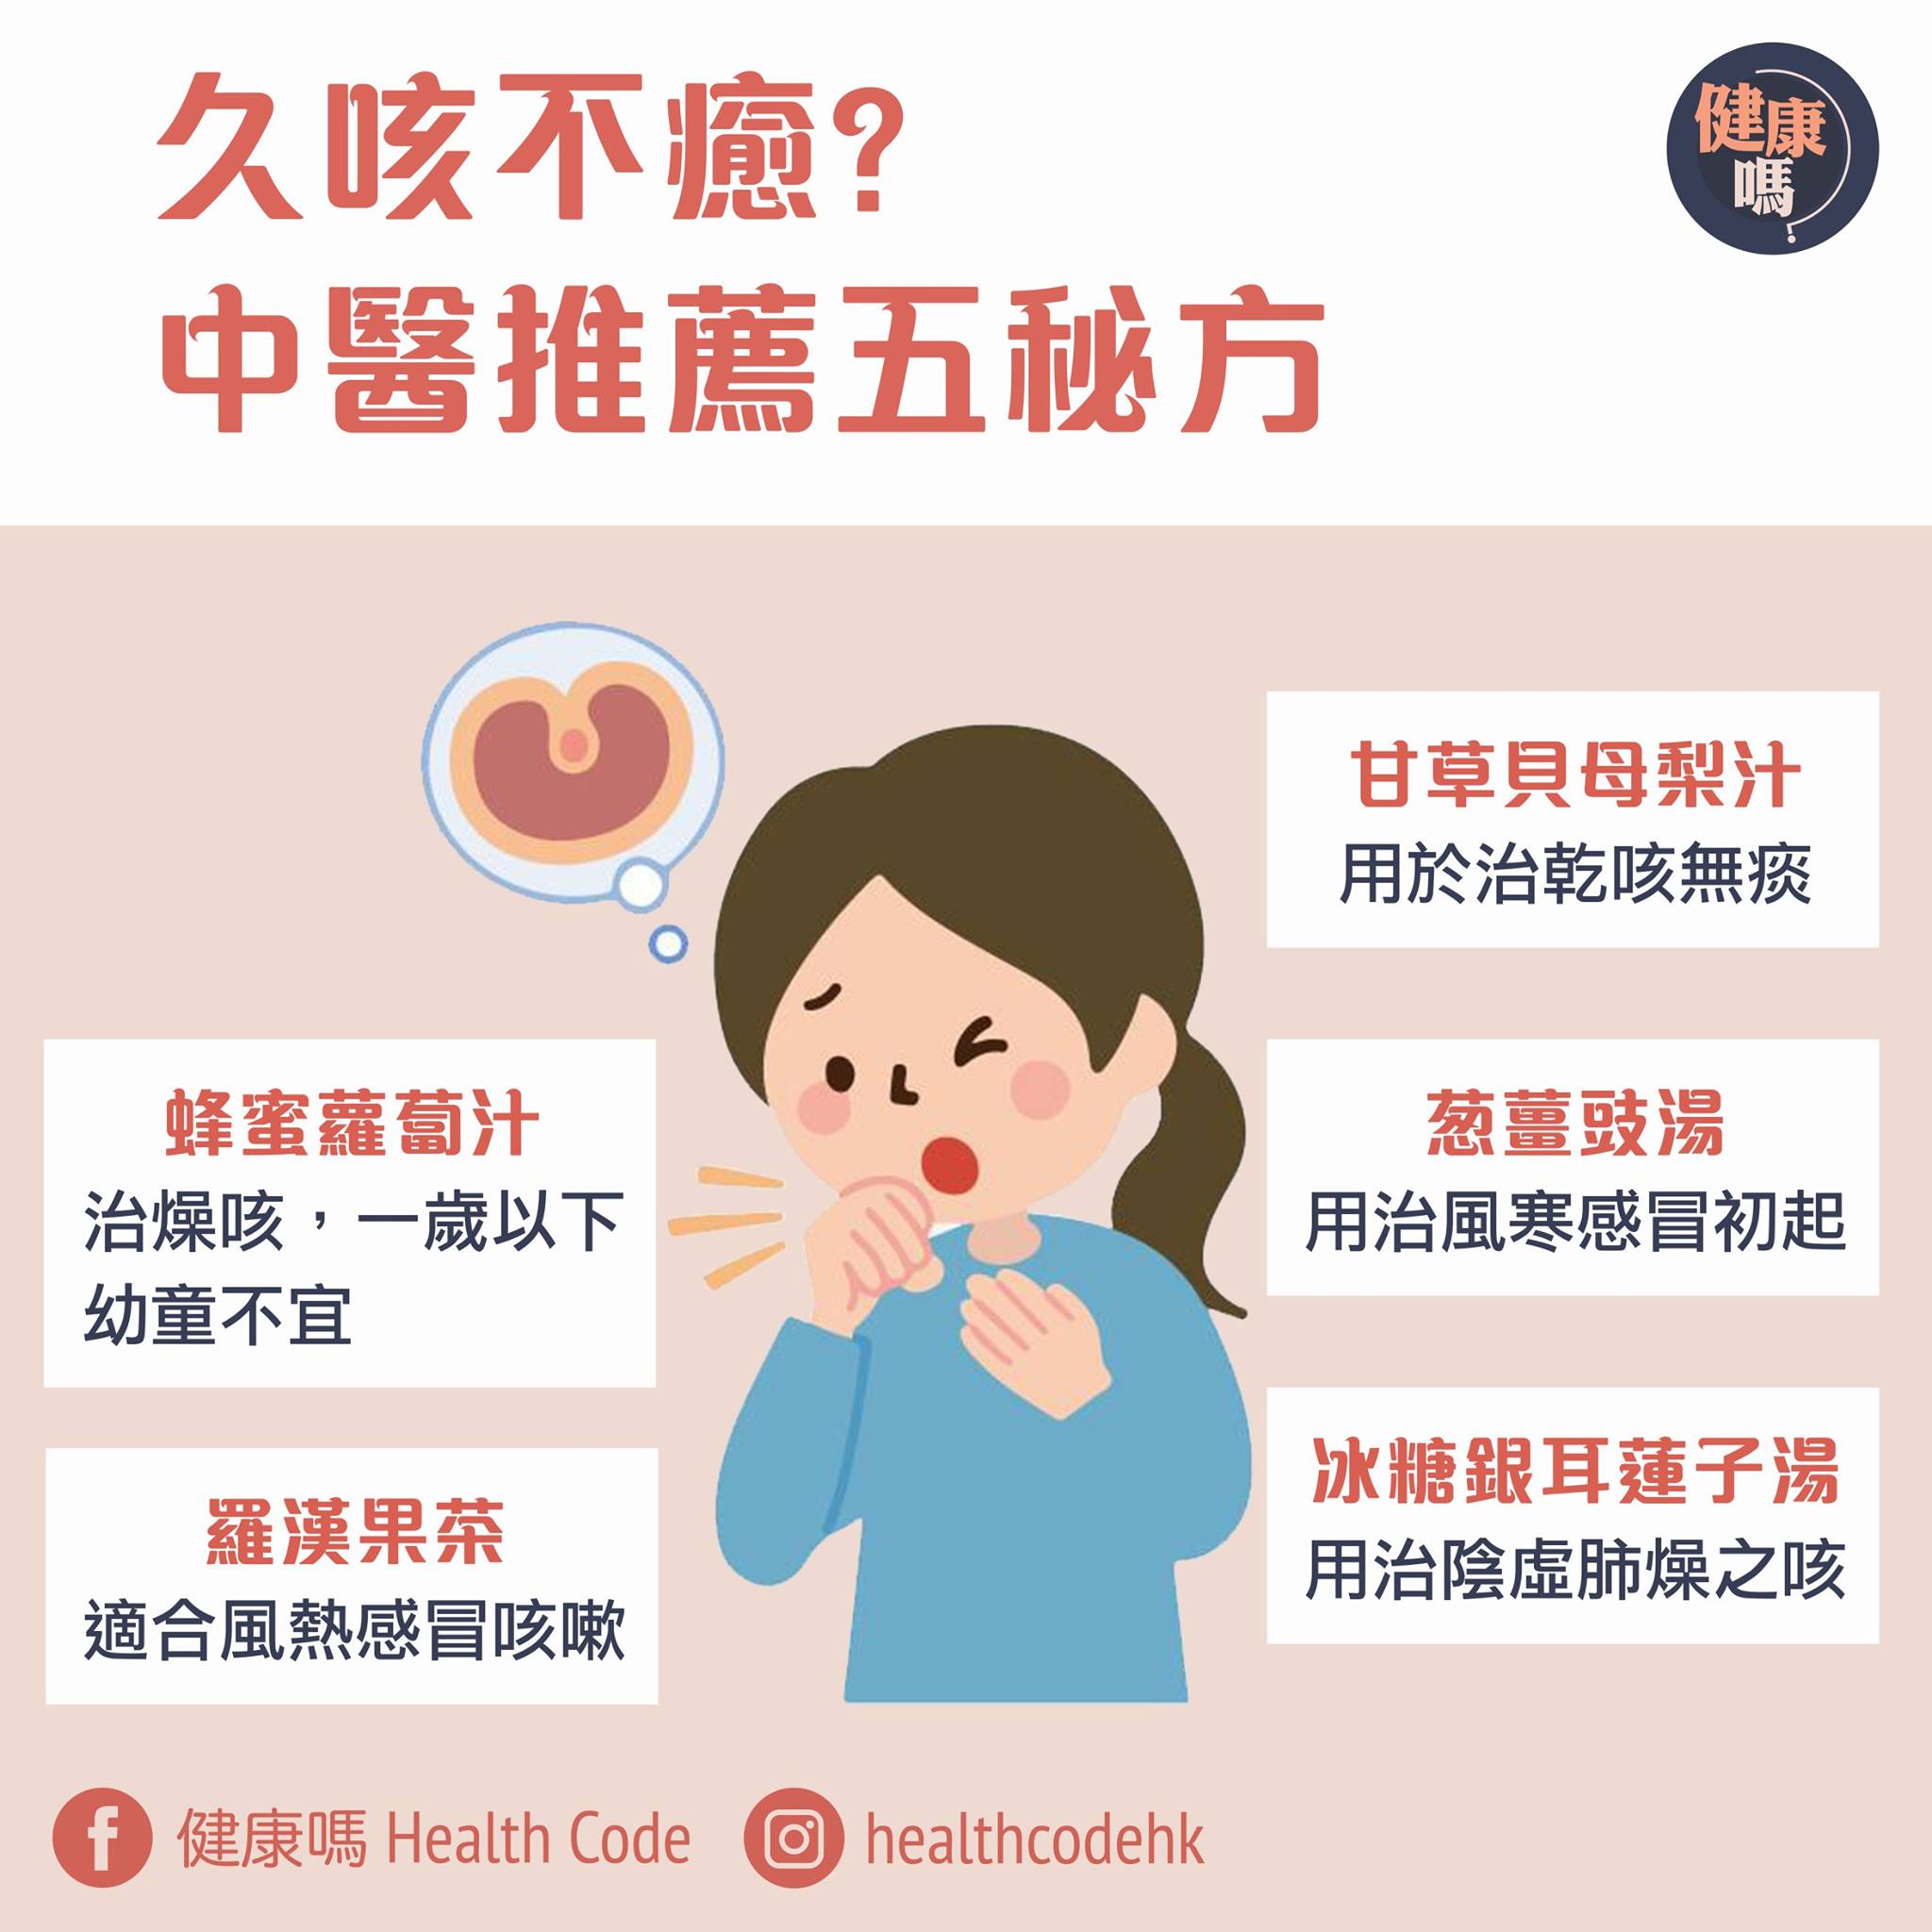 久咳不癒?
中醫推薦五秘方
健康
嗎?
甘草貝母梨汁
用於治乾咳無痰
蜂蜜蘿蔔汁
治燥咳，一歲以下
幼童不宜
葱薑豉湯
用治風寒感冒初起
羅漢果茶
適合風熱感冒咳嗽
冰糖銀耳蓮子湯
用治陰虛肺燥之咳
健康嗎 Health Code
healthcodehk